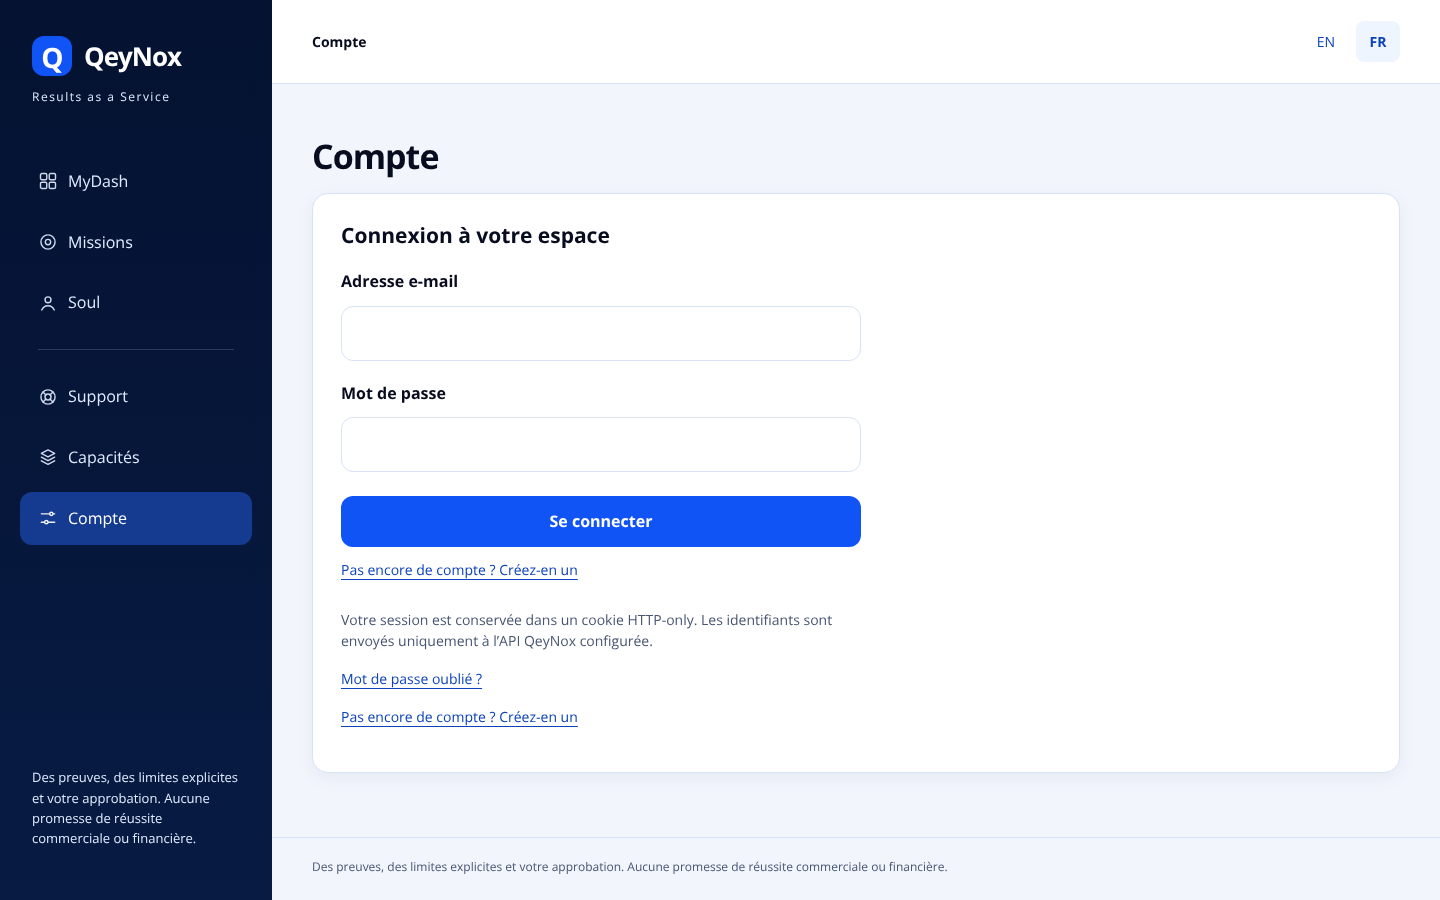 Q QeyNox
Results as a Service
MyDash
Missions
Soul
Support
Capacités
Compte
Des preuves, des limites explicites
et votre approbation. Aucune
promesse de réussite
commerciale ou financière.
Compte
EN FR
Compte
Connexion à votre espace
Adresse e-mail
Mot de passe
Se connecter
Pas encore de compte ? Créez-en un
Votre session est conservée dans un cookie HTTP-only. Les identifiants sont
envoyés uniquement à l’API QeyNox configurée.
Mot de passe oublié ?
Pas encore de compte ? Créez-en un
Des preuves, des limites explicites et votre approbation. Aucune promesse de réussite commerciale ou financière.